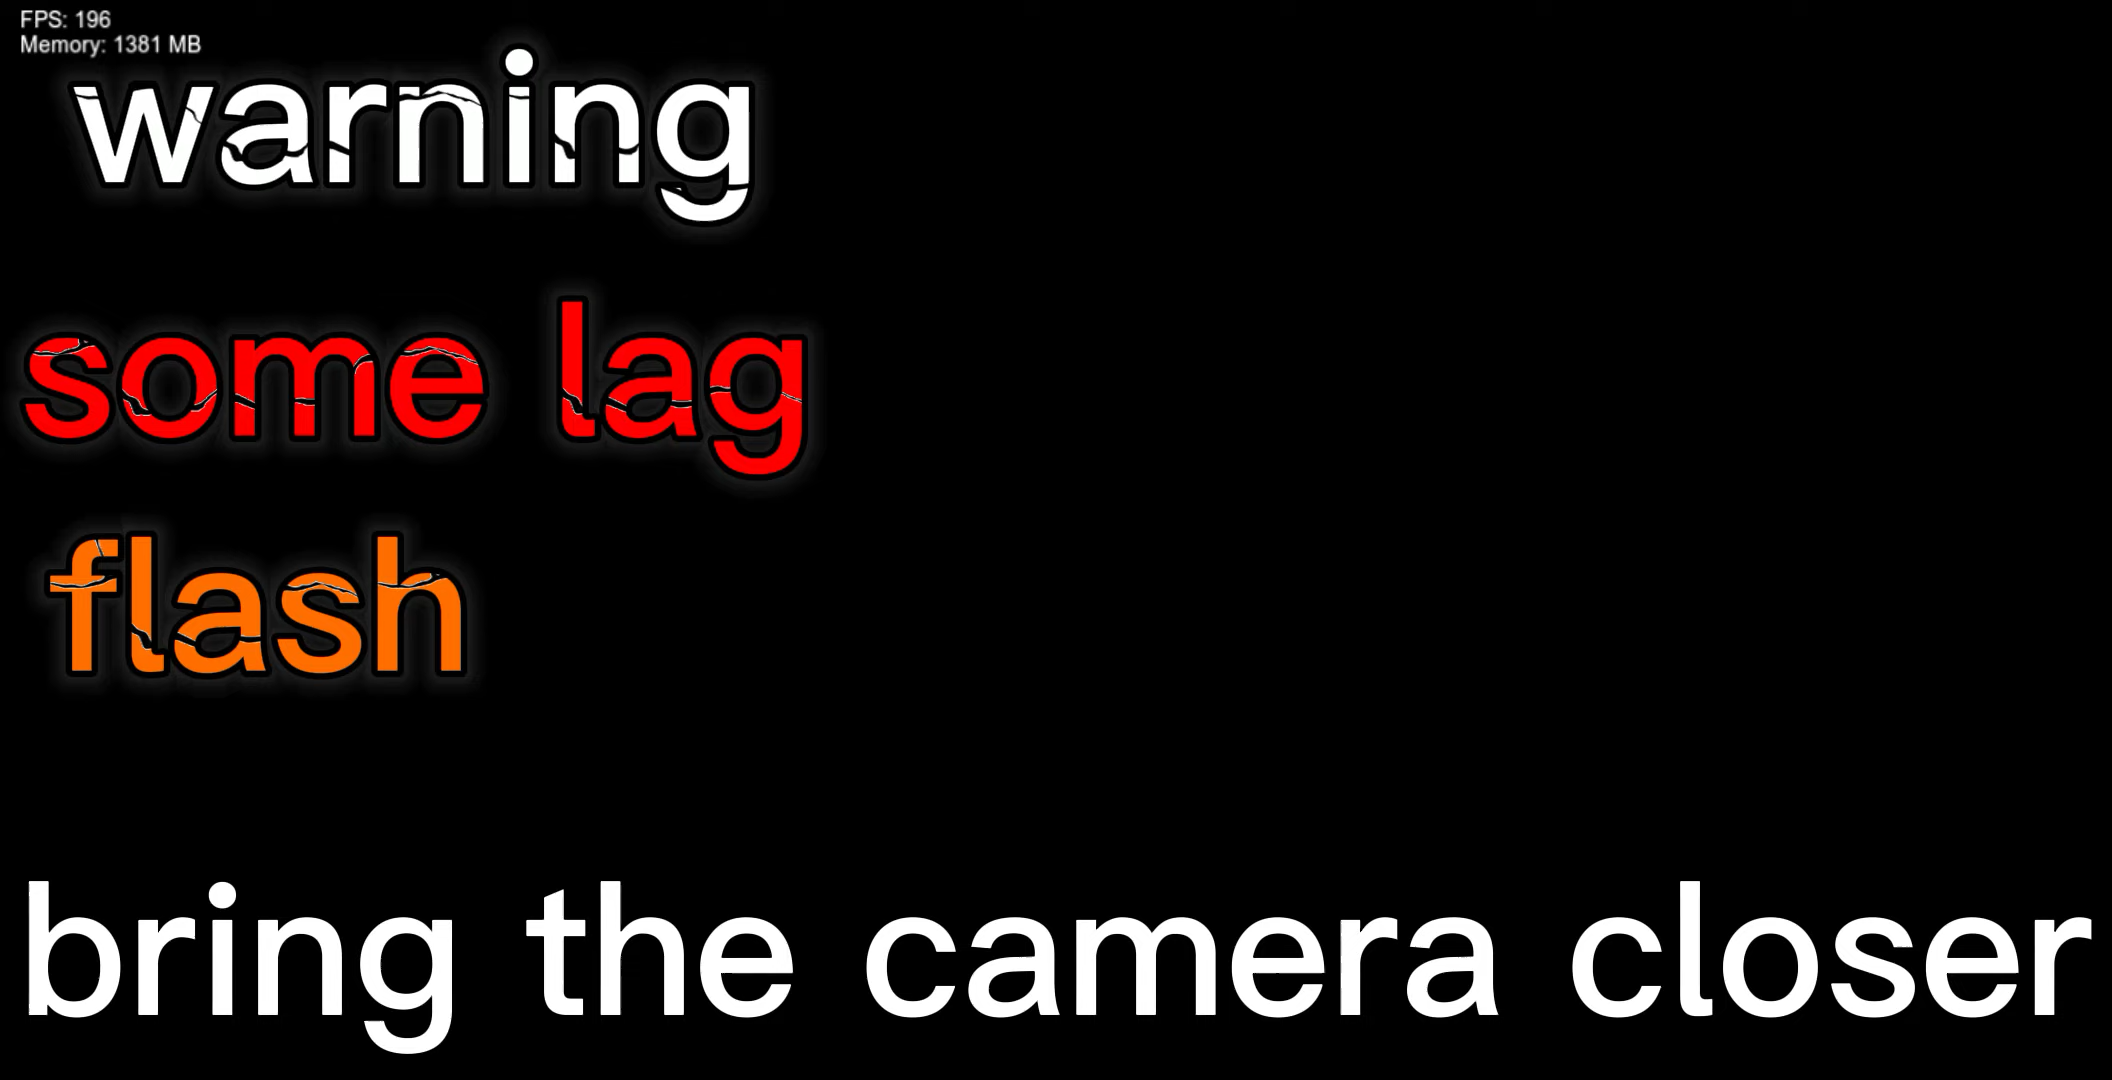 FPS: 196
Memory: 1381 MB
warning
some lag
flash
bring the camera closer